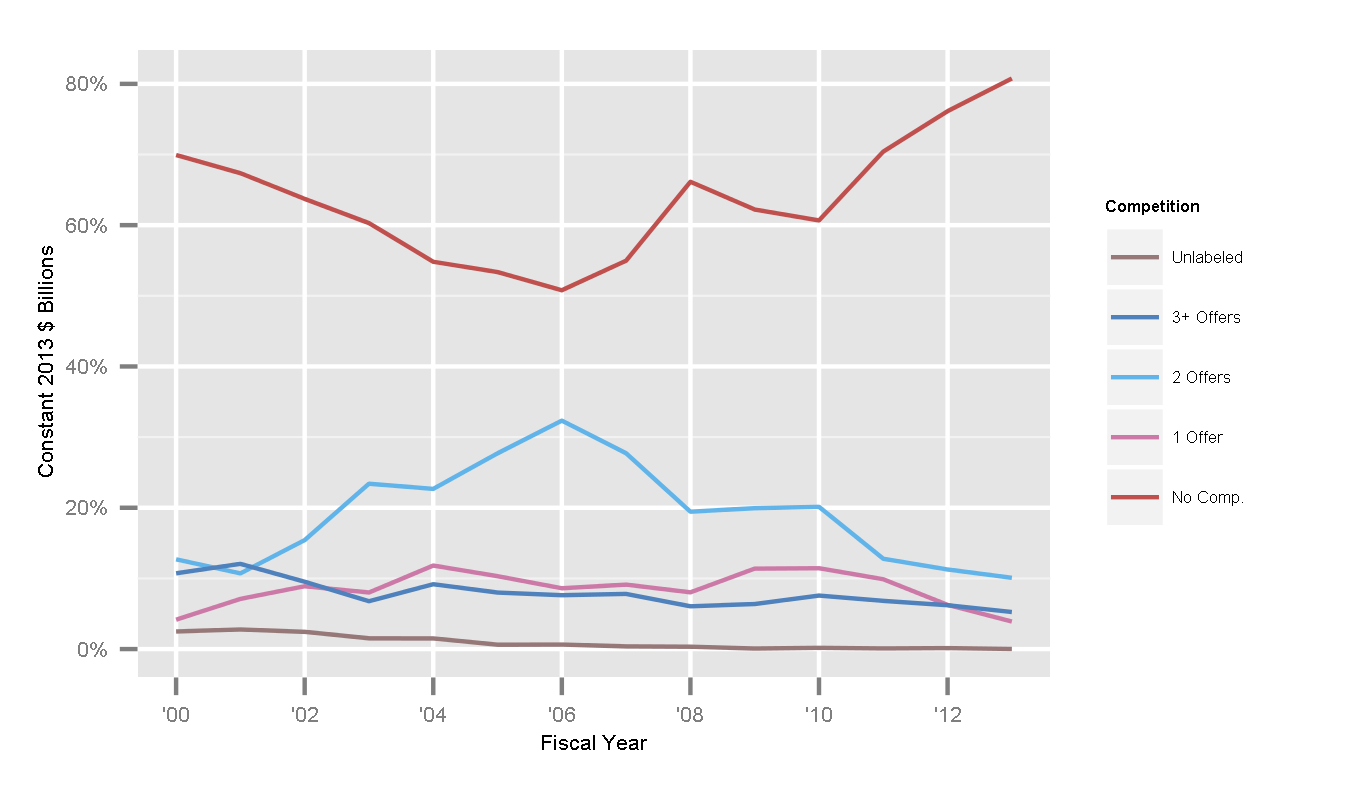 80%
60%
40%
20%
0%
Constant 2013 $ Billions
'00
'02
'04
'06
'08
'10
'12
Fiscal Year
Competition
Unlabeled
3+ Offers
2 Offers
1 Offer
No Comp.